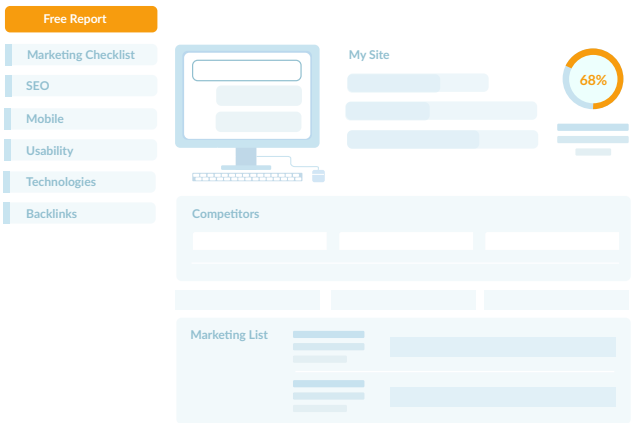 Free Report
Marketing Checklist
SEO
Mobile
Usability
Technologies
Backlinks
My Site
68%
Competitors
Marketing List